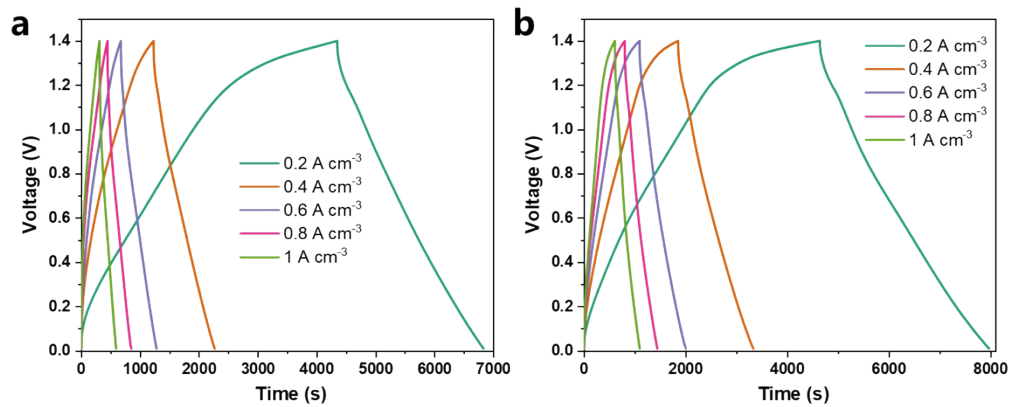 a
1.4
1.2
1.0
0.8
0.6
0.4
0.2
0.0
Voltage (V)
0.2 A cm⁻³
0.4 A cm⁻³
0.6 A cm⁻³
0.8 A cm⁻³
1 A cm⁻³
0 1000 2000 3000 4000 5000 6000 7000
Time (s)
b
1.4
1.2
1.0
0.8
0.6
0.4
0.2
0.0
Voltage (V)
0.2 A cm⁻³
0.4 A cm⁻³
0.6 A cm⁻³
0.8 A cm⁻³
1 A cm⁻³
0 2000 4000 6000 8000
Time (s)